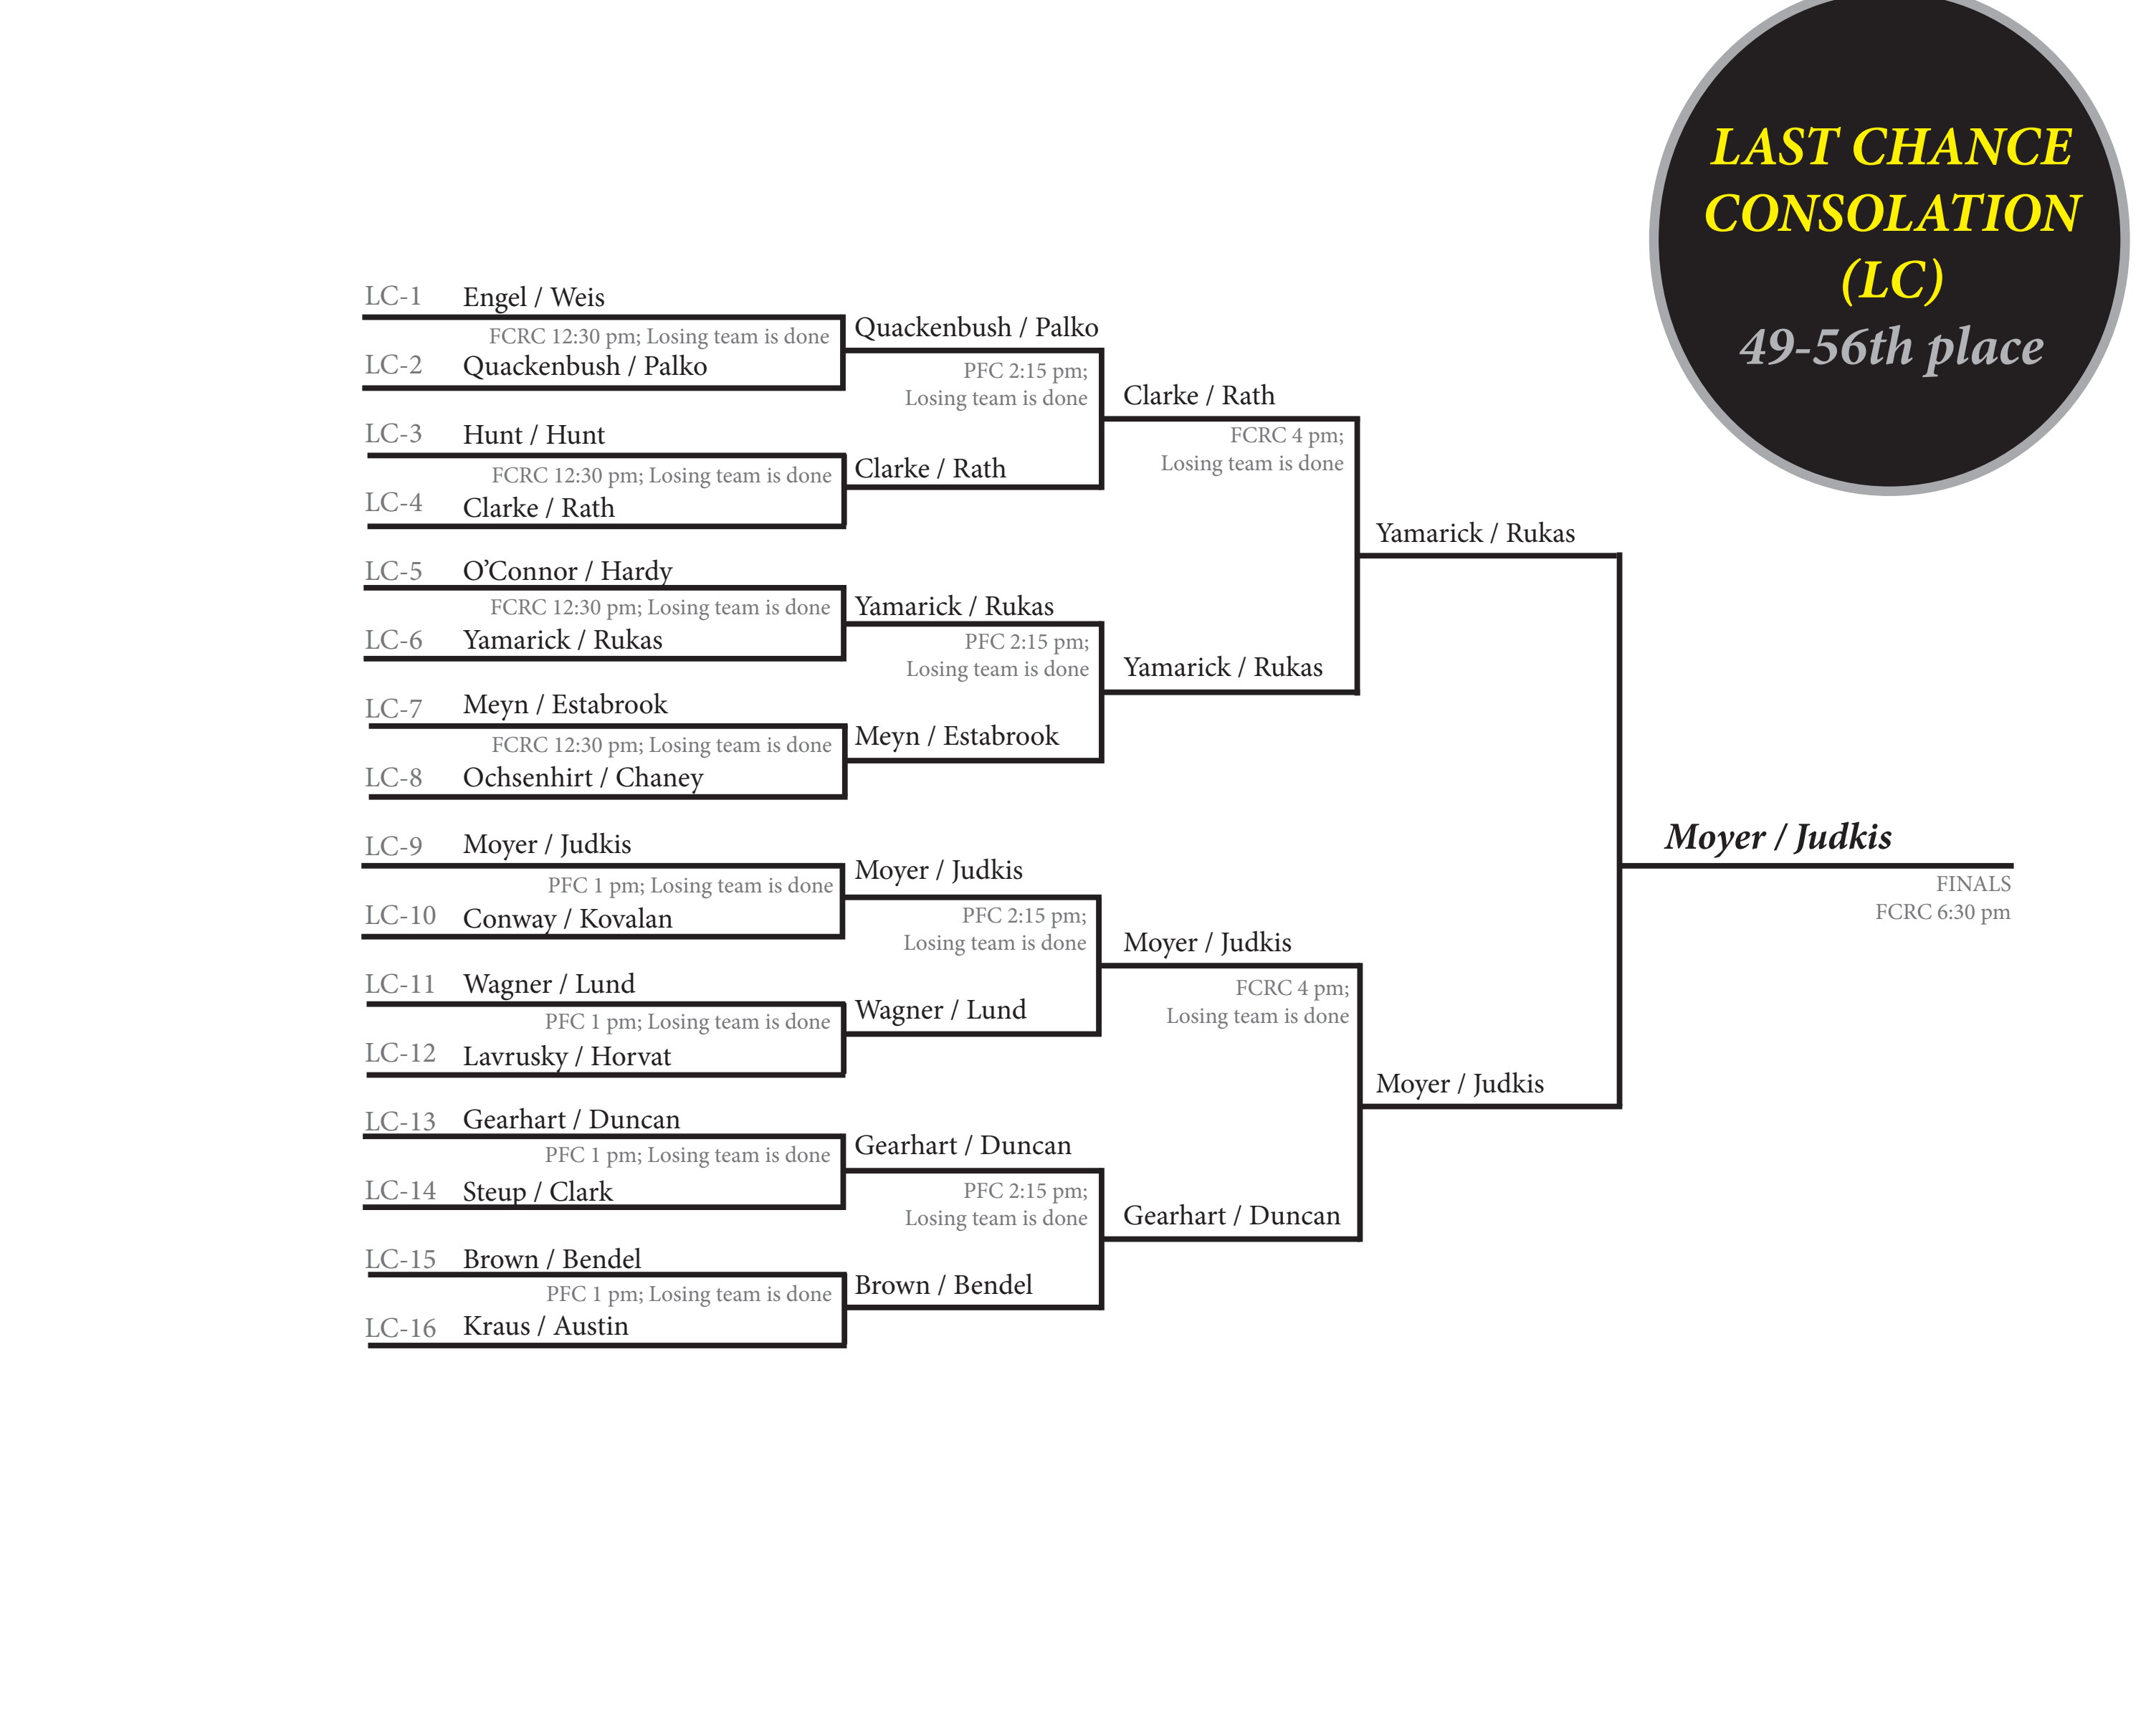 LAST CHANCE
CONSOLATION
(LC)
49-56th place
LC-1 Engel / Weis
FCRC 12:30 pm; Losing team is done
LC-2 Quackenbush / Palko
LC-3 Hunt / Hunt
FCRC 12:30 pm; Losing team is done
LC-4 Clarke / Rath
LC-5 O’Connor / Hardy
FCRC 12:30 pm; Losing team is done
LC-6 Yamarick / Rukas
LC-7 Meyn / Estabrook
FCRC 12:30 pm; Losing team is done
LC-8 Ochsenhirt / Chaney
LC-9 Moyer / Judkis
PFC 1 pm; Losing team is done
LC-10 Conway / Kovalan
LC-11 Wagner / Lund
PFC 1 pm; Losing team is done
LC-12 Lavrusky / Horvat
LC-13 Gearhart / Duncan
PFC 1 pm; Losing team is done
LC-14 Steup / Clark
LC-15 Brown / Bendel
PFC 1 pm; Losing team is done
LC-16 Kraus / Austin
Quackenbush / Palko
PFC 2:15 pm;
Losing team is done
Clarke / Rath
Yamarick / Rukas
PFC 2:15 pm;
Losing team is done
Meyn / Estabrook
Moyer / Judkis
PFC 2:15 pm;
Losing team is done
Wagner / Lund
Gearhart / Duncan
PFC 2:15 pm;
Losing team is done
Brown / Bendel
Clarke / Rath
FCRC 4 pm;
Losing team is done
Yamarick / Rukas
Moyer / Judkis
FCRC 4 pm;
Losing team is done
Gearhart / Duncan
Yamarick / Rukas
Moyer / Judkis
Moyer / Judkis
FINALS
FCRC 6:30 pm